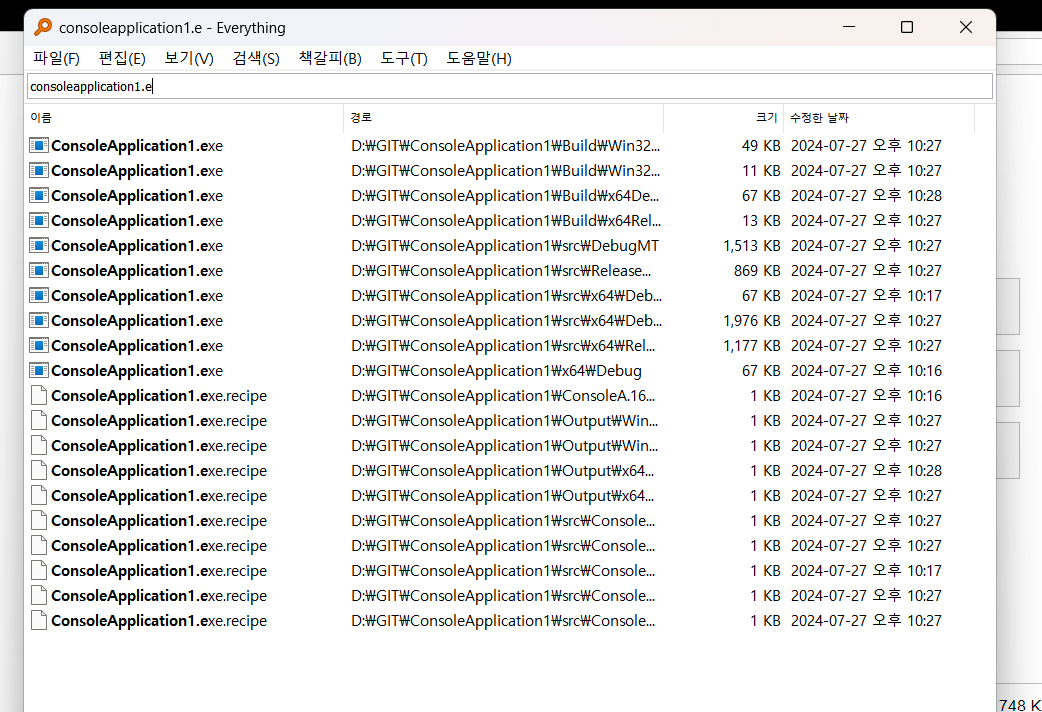 consoleapplication1.e - Everything
파일(F) 편집(E) 보기(V) 검색(S) 책갈피(B) 도구(T) 도움말(H)
consoleapplication1.e
이름 경로 크기 수정한 날짜
ConsoleApplication1.exe D:₩GIT₩ConsoleApplication1₩Build₩Win32... 49 KB 2024-07-27 오후 10:27
ConsoleApplication1.exe D:₩GIT₩ConsoleApplication1₩Build₩Win32... 11 KB 2024-07-27 오후 10:27
ConsoleApplication1.exe D:₩GIT₩ConsoleApplication1₩Build₩x64De... 67 KB 2024-07-27 오후 10:28
ConsoleApplication1.exe D:₩GIT₩ConsoleApplication1₩Build₩x64Rel... 13 KB 2024-07-27 오후 10:27
ConsoleApplication1.exe D:₩GIT₩ConsoleApplication1₩src₩DebugMT 1,513 KB 2024-07-27 오후 10:27
ConsoleApplication1.exe D:₩GIT₩ConsoleApplication1₩src₩Release... 869 KB 2024-07-27 오후 10:27
ConsoleApplication1.exe D:₩GIT₩ConsoleApplication1₩src₩x64₩Deb... 67 KB 2024-07-27 오후 10:17
ConsoleApplication1.exe D:₩GIT₩ConsoleApplication1₩src₩x64₩Deb... 1,976 KB 2024-07-27 오후 10:27
ConsoleApplication1.exe D:₩GIT₩ConsoleApplication1₩src₩x64₩Rel... 1,177 KB 2024-07-27 오후 10:27
ConsoleApplication1.exe D:₩GIT₩ConsoleApplication1₩x64₩Debug 67 KB 2024-07-27 오후 10:16
ConsoleApplication1.exe.recipe D:₩GIT₩ConsoleApplication1₩ConsoleA.16... 1 KB 2024-07-27 오후 10:16
ConsoleApplication1.exe.recipe D:₩GIT₩ConsoleApplication1₩Output₩Win... 1 KB 2024-07-27 오후 10:27
ConsoleApplication1.exe.recipe D:₩GIT₩ConsoleApplication1₩Output₩Win... 1 KB 2024-07-27 오후 10:27
ConsoleApplication1.exe.recipe D:₩GIT₩ConsoleApplication1₩Output₩x64... 1 KB 2024-07-27 오후 10:28
ConsoleApplication1.exe.recipe D:₩GIT₩ConsoleApplication1₩Output₩x64... 1 KB 2024-07-27 오후 10:27
ConsoleApplication1.exe.recipe D:₩GIT₩ConsoleApplication1₩src₩Console... 1 KB 2024-07-27 오후 10:27
ConsoleApplication1.exe.recipe D:₩GIT₩ConsoleApplication1₩src₩Console... 1 KB 2024-07-27 오후 10:27
ConsoleApplication1.exe.recipe D:₩GIT₩ConsoleApplication1₩src₩Console... 1 KB 2024-07-27 오후 10:17
ConsoleApplication1.exe.recipe D:₩GIT₩ConsoleApplication1₩src₩Console... 1 KB 2024-07-27 오후 10:27
ConsoleApplication1.exe.recipe D:₩GIT₩ConsoleApplication1₩src₩Console... 1 KB 2024-07-27 오후 10:27
748 K